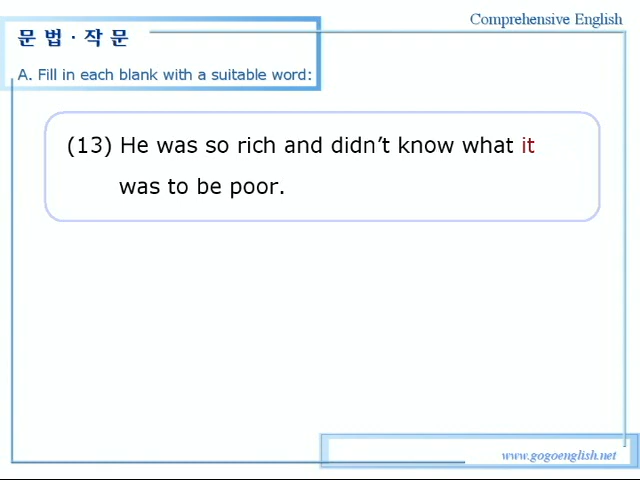 Comprehensive English
문 법 · 작 문
A. Fill in each blank with a suitable word:
(13) He was so rich and didn’t know what it
was to be poor.
www.gogoenglish.net